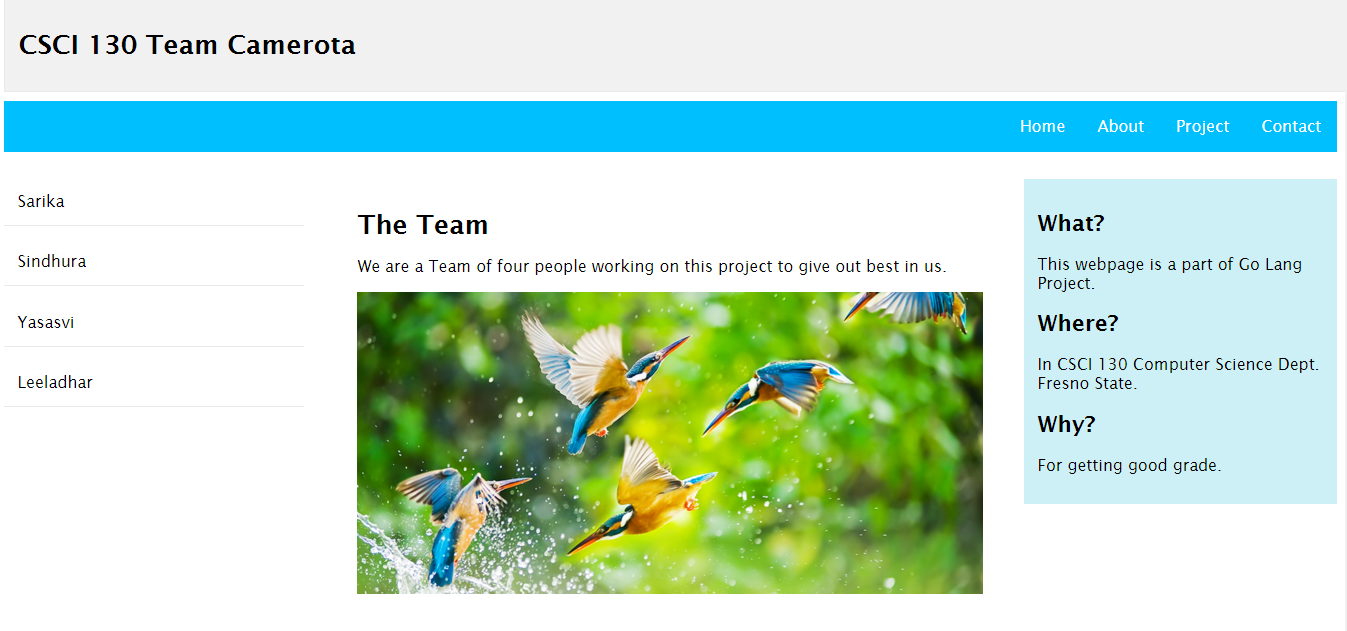 CSCI 130 Team Camerota
Home About Project Contact
Sarika
Sindhura
Yasasvi
Leeladhar
The Team
We are a Team of four people working on this project to give out best in us.
What?
This webpage is a part of Go Lang
Project.
Where?
In CSCI 130 Computer Science Dept.
Fresno State.
Why?
For getting good grade.